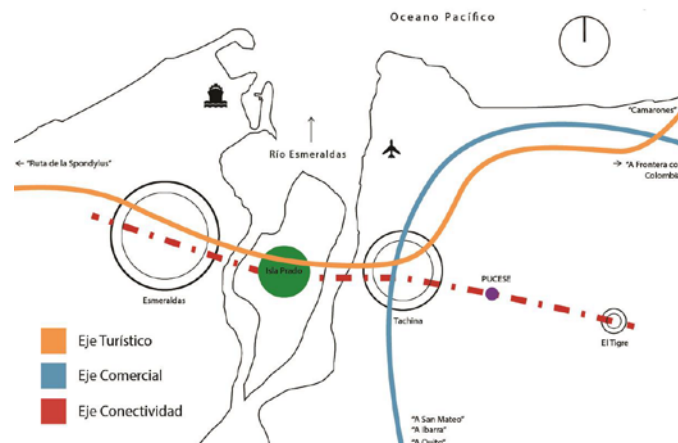 Oceano Pacífico
"Camarones"
Río Esmeraldas
← "Ruta de la Spondylus"
→ "A Frontera co
Colombia
Isla Prado
PUCESE
Esmeraldas
Tachina
El Tigre
Eje Turístico
Eje Comercial
Eje Conectividad
"A San Mateo"
"A Ibarra"
"A Quito"